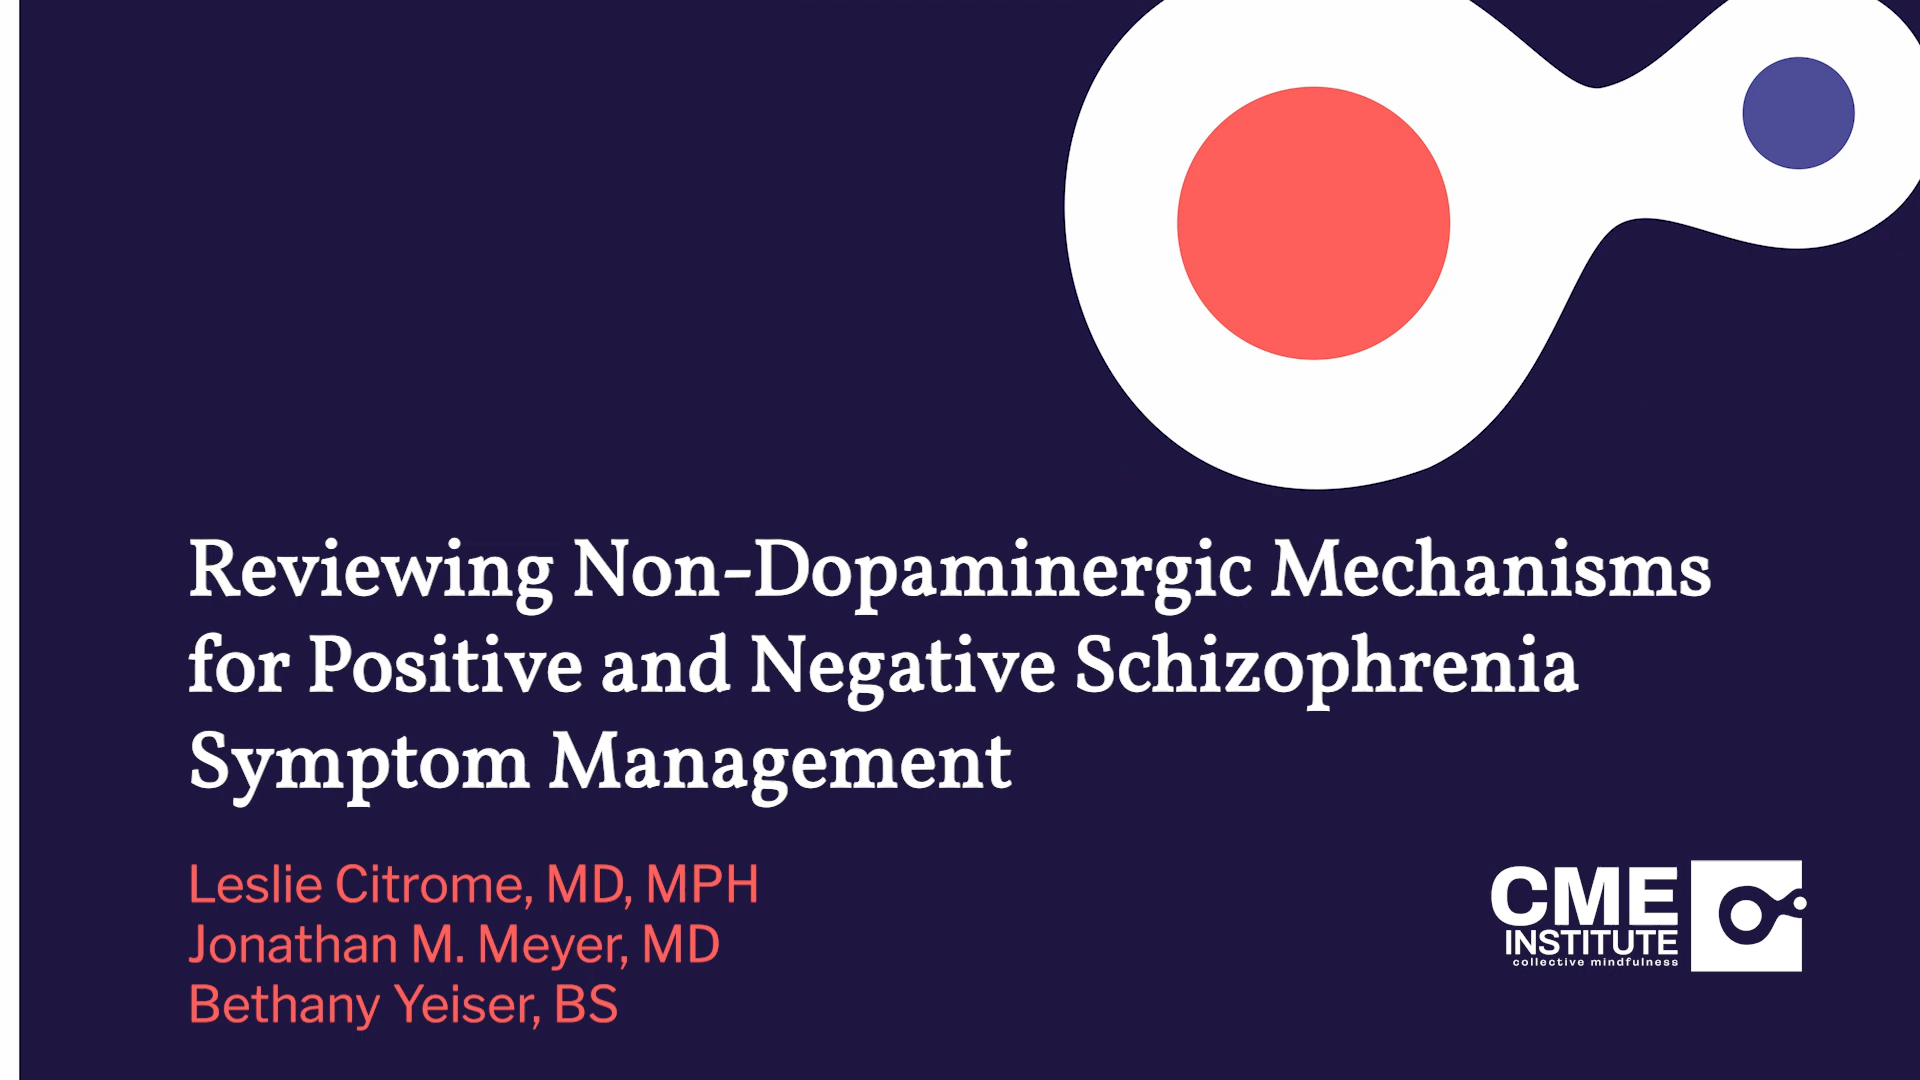 Reviewing Non-Dopaminergic Mechanisms
for Positive and Negative Schizophrenia
Symptom Management
Leslie Citrome, MD, MPH
Jonathan M. Meyer, MD
Bethany Yeiser, BS
CME
INSTITUTE
collective mindfulness